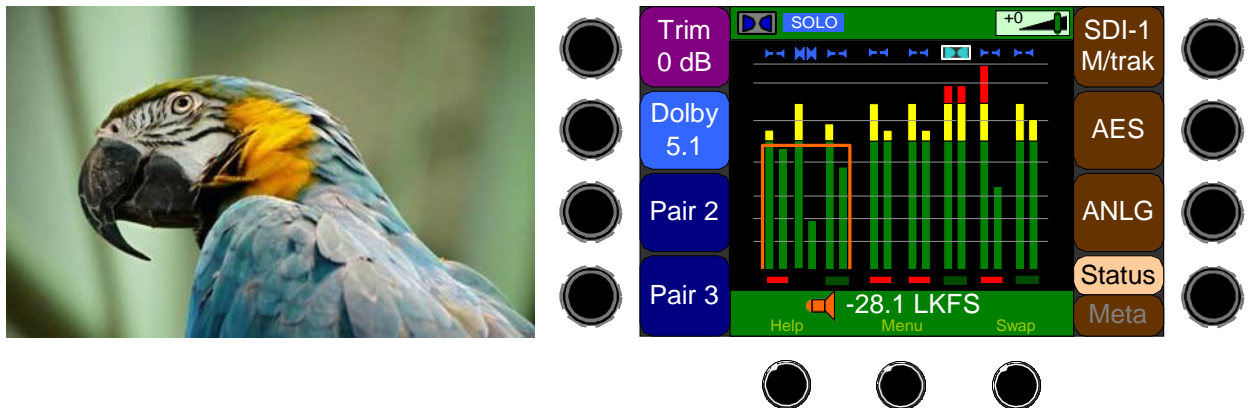 Trim
0 dB
Dolby
5.1
Pair 2
Pair 3
SOLO
+0
-28.1 LKFS
Help
Menu
Swap
SDI-1
M/trak
AES
ANLG
Status
Meta